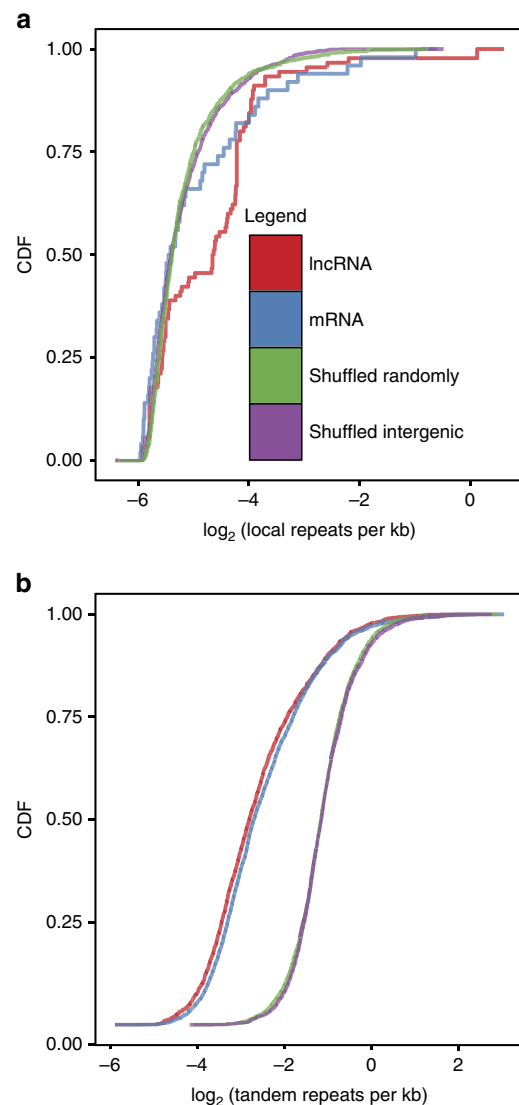 a
1.00
0.75
0.50
0.25
0.00
CDF
Legend
lncRNA
mRNA
Shuffled randomly
Shuffled intergenic
−6 −4 −2 0
log2 (local repeats per kb)
b
1.00
0.75
0.50
0.25
0.00
CDF
−6 −4 −2 0 2
log2 (tandem repeats per kb)